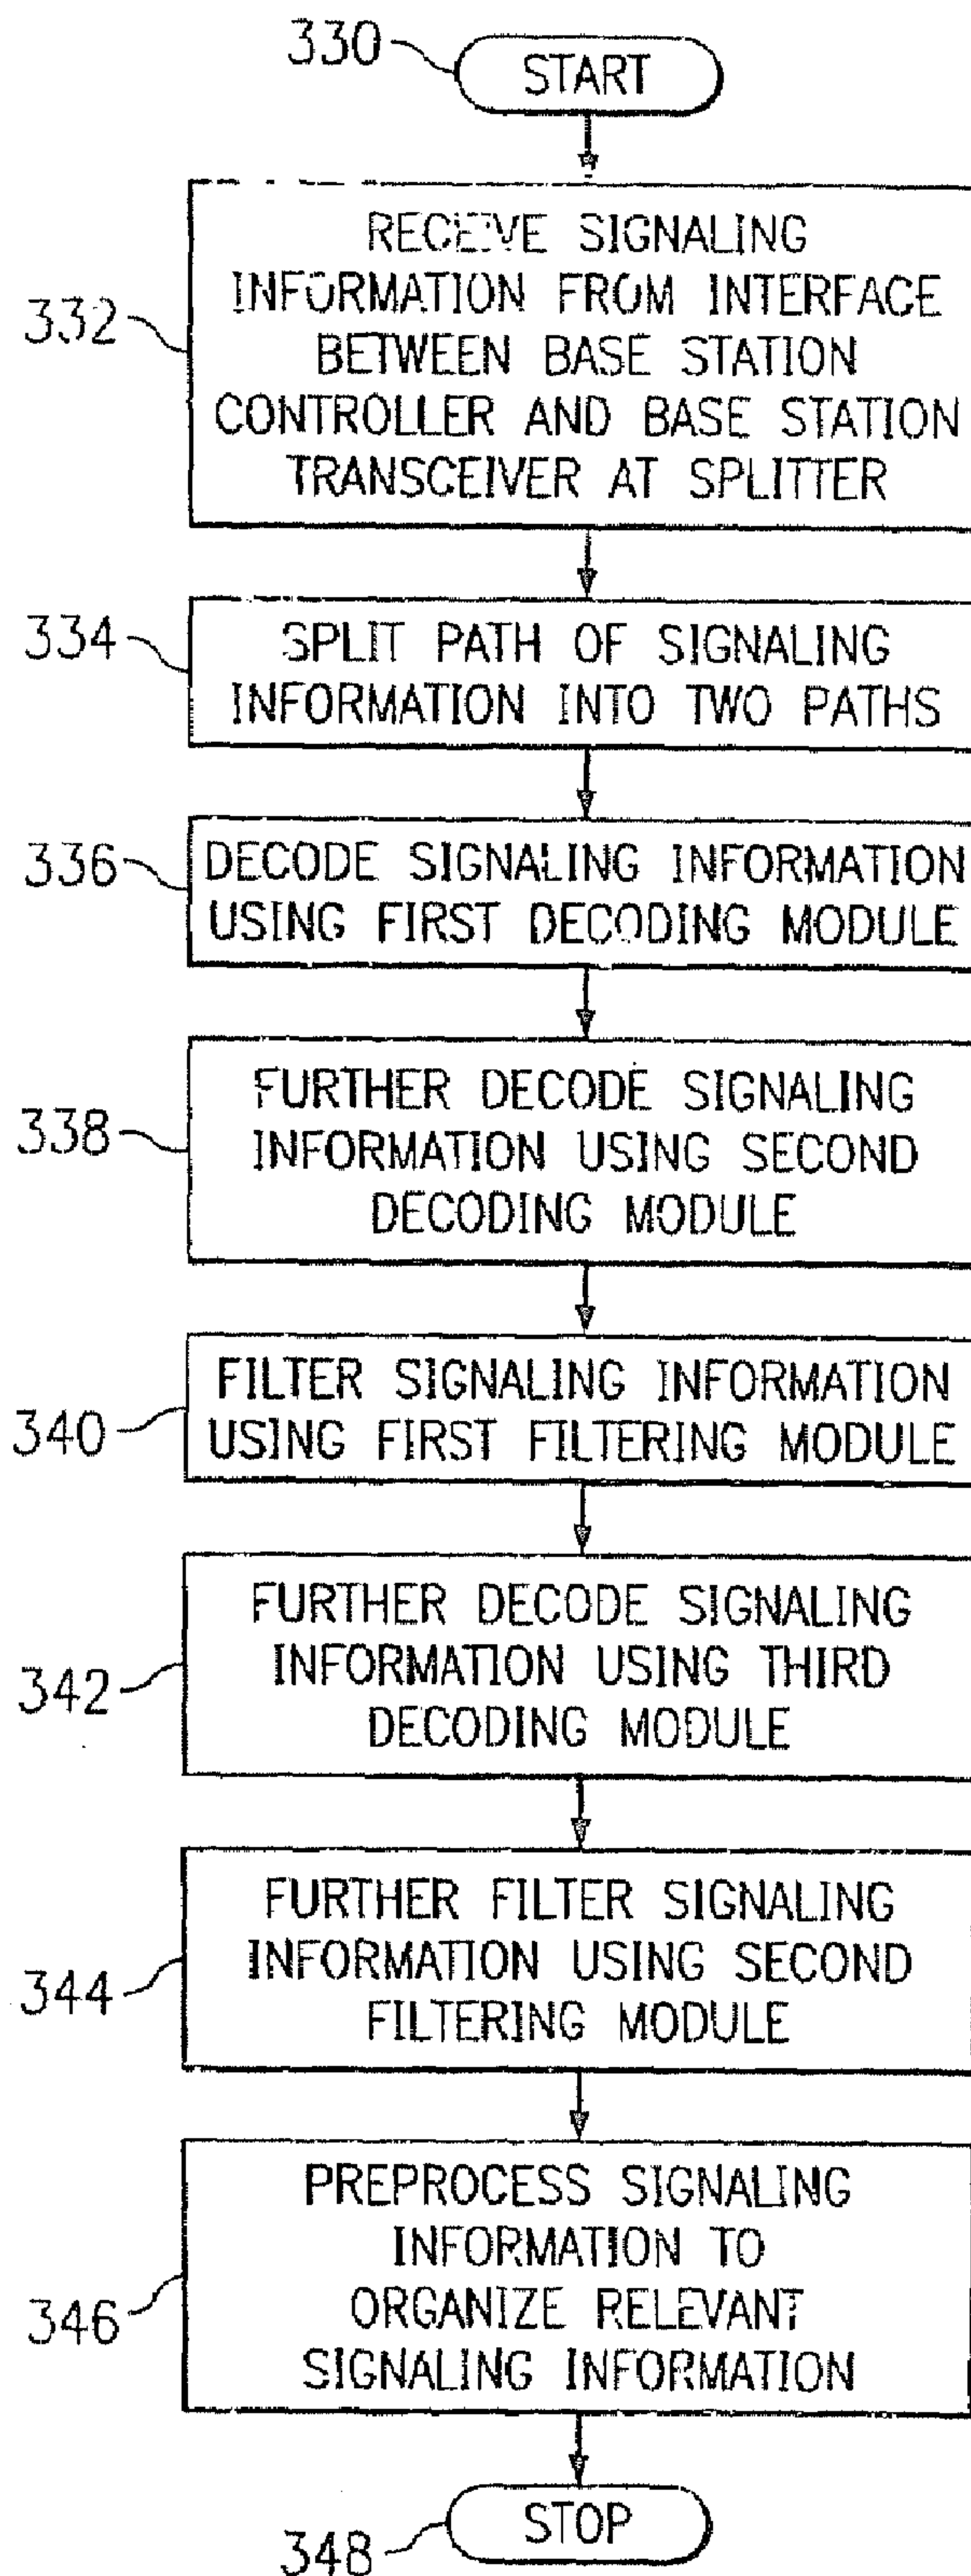 330
START
332
RECEIVE SIGNALING
INFORMATION FROM INTERFACE
BETWEEN BASE STATION
CONTROLLER AND BASE STATION
TRANSCEIVER AT SPLITTER
334
SPLIT PATH OF SIGNALING
INFORMATION INTO TWO PATHS
336
DECODE SIGNALING INFORMATION
USING FIRST DECODING MODULE
338
FURTHER DECODE SIGNALING
INFORMATION USING SECOND
DECODING MODULE
340
FILTER SIGNALING INFORMATION
USING FIRST FILTERING MODULE
342
FURTHER DECODE SIGNALING
INFORMATION USING THIRD
DECODING MODULE
344
FURTHER FILTER SIGNALING
INFORMATION USING SECOND
FILTERING MODULE
346
PREPROCESS SIGNALING
INFORMATION TO
ORGANIZE RELEVANT
SIGNALING INFORMATION
STOP
348